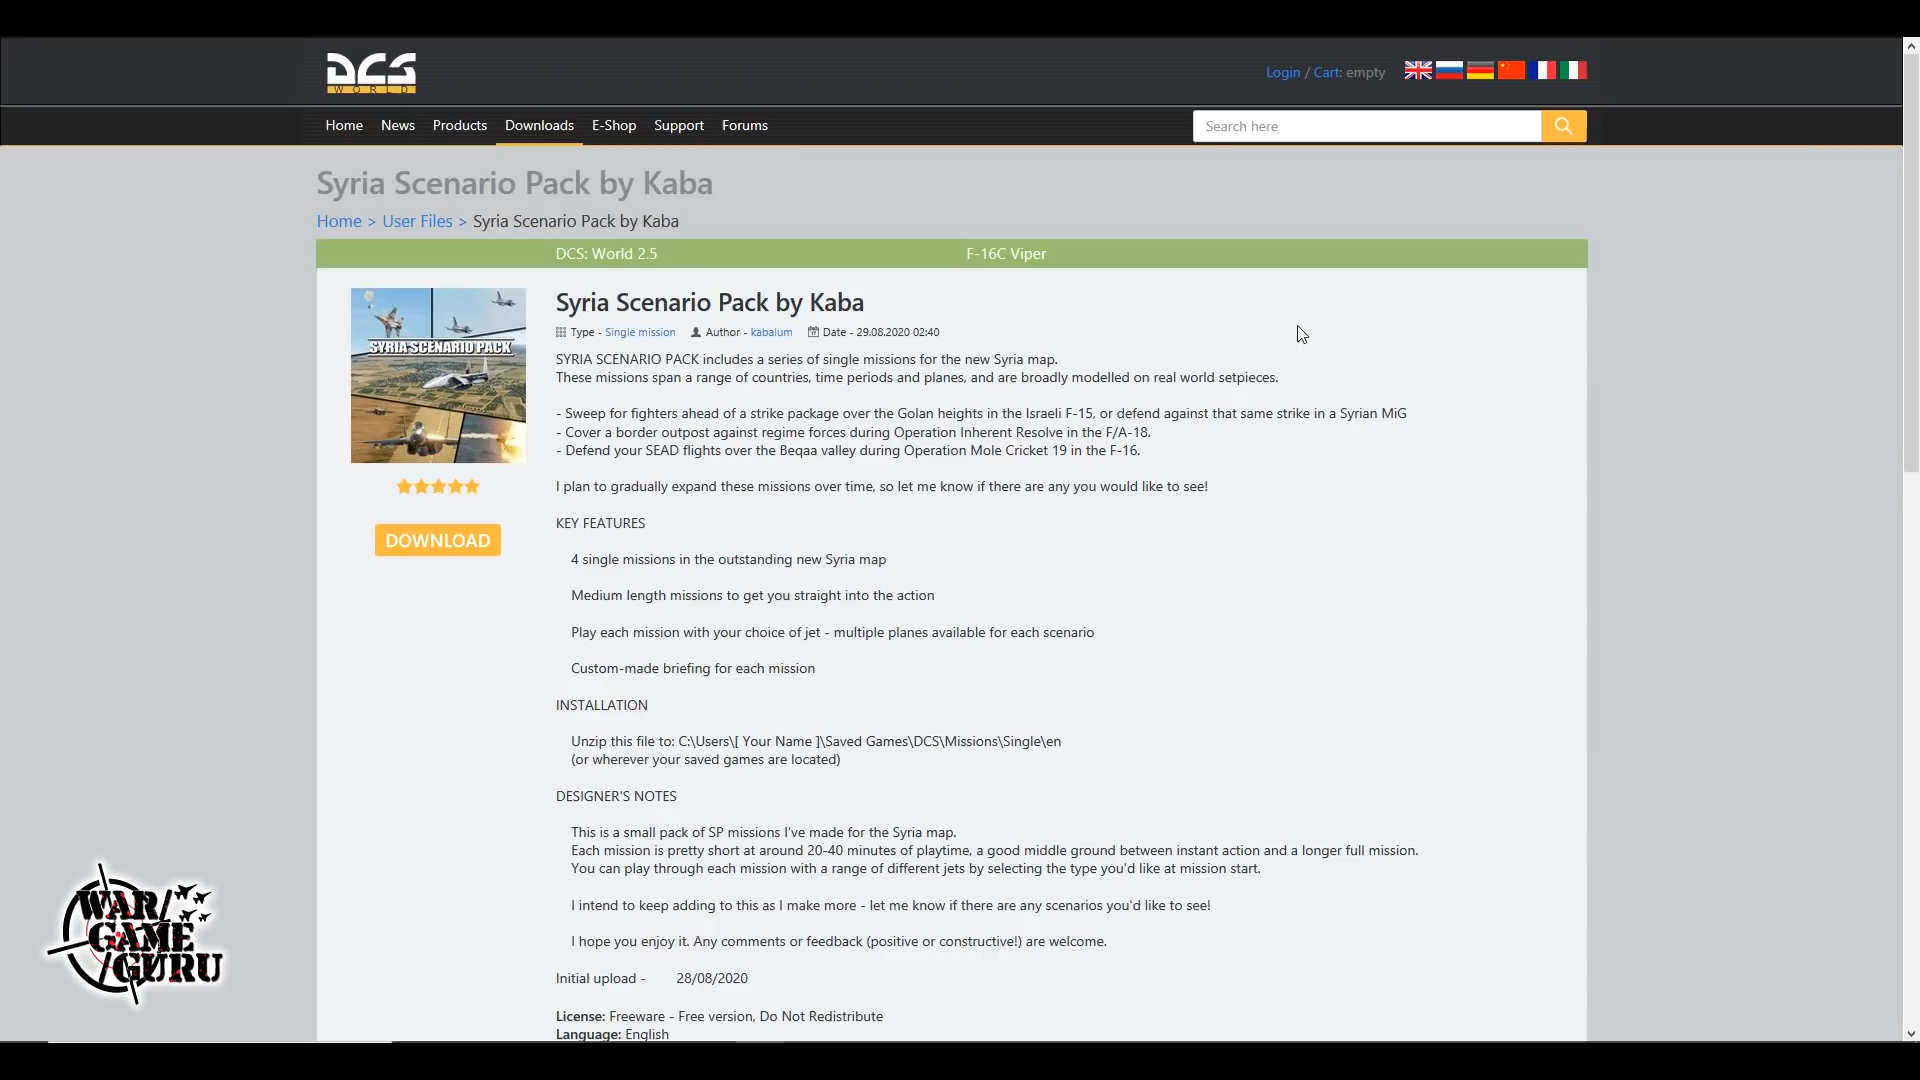 DCS
WORLD
Login / Cart: empty
Home News Products Downloads E-Shop Support Forums
Search here
Syria Scenario Pack by Kaba
Home > User Files > Syria Scenario Pack by Kaba
DCS: World 2.5 F-16C Viper
SYRIA SCENARIO PACK
Syria Scenario Pack by Kaba
Type - Single mission Author - kabalum Date - 29.08.2020 02:40
SYRIA SCENARIO PACK includes a series of single missions for the new Syria map.
These missions span a range of countries, time periods and planes, and are broadly modelled on real world setpieces.
- Sweep for fighters ahead of a strike package over the Golan heights in the Israeli F-15, or defend against that same strike in a Syrian MiG
- Cover a border outpost against regime forces during Operation Inherent Resolve in the F/A-18.
- Defend your SEAD flights over the Beqaa valley during Operation Mole Cricket 19 in the F-16.
I plan to gradually expand these missions over time, so let me know if there are any you would like to see!
DOWNLOAD
KEY FEATURES
4 single missions in the outstanding new Syria map
Medium length missions to get you straight into the action
Play each mission with your choice of jet - multiple planes available for each scenario
Custom-made briefing for each mission
INSTALLATION
Unzip this file to: C:\Users\[ Your Name ]\Saved Games\DCS\Missions\Single\en
(or wherever your saved games are located)
DESIGNER'S NOTES
This is a small pack of SP missions I've made for the Syria map.
Each mission is pretty short at around 20-40 minutes of playtime, a good middle ground between instant action and a longer full mission.
You can play through each mission with a range of different jets by selecting the type you'd like at mission start.
I intend to keep adding to this as I make more - let me know if there are any scenarios you'd like to see!
I hope you enjoy it. Any comments or feedback (positive or constructive!) are welcome.
Initial upload - 28/08/2020
License: Freeware - Free version, Do Not Redistribute
Language: English
WAR/
GAME
GURU